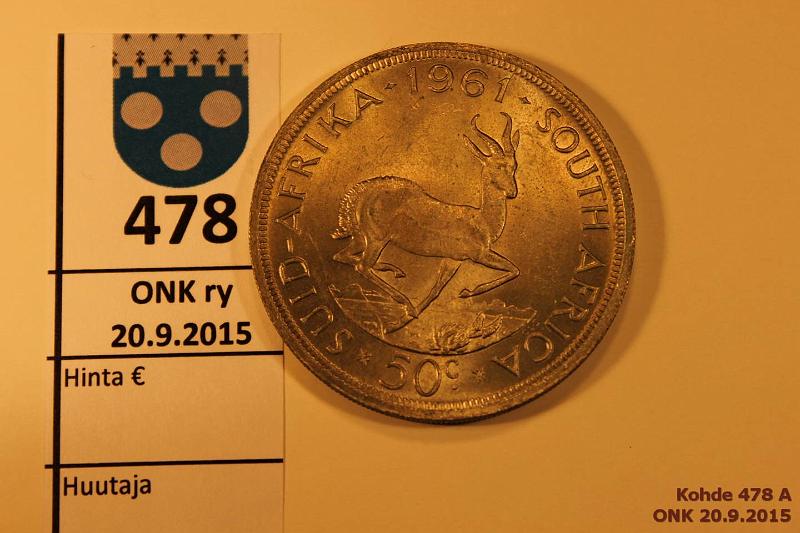 478
ONK ry
20.9.2015
Hinta €
Huutaja
SUID-AFRIKA · 1961 · SOUTH AFRICA
* 50c *
Kohde 478 A
ONK 20.9.2015